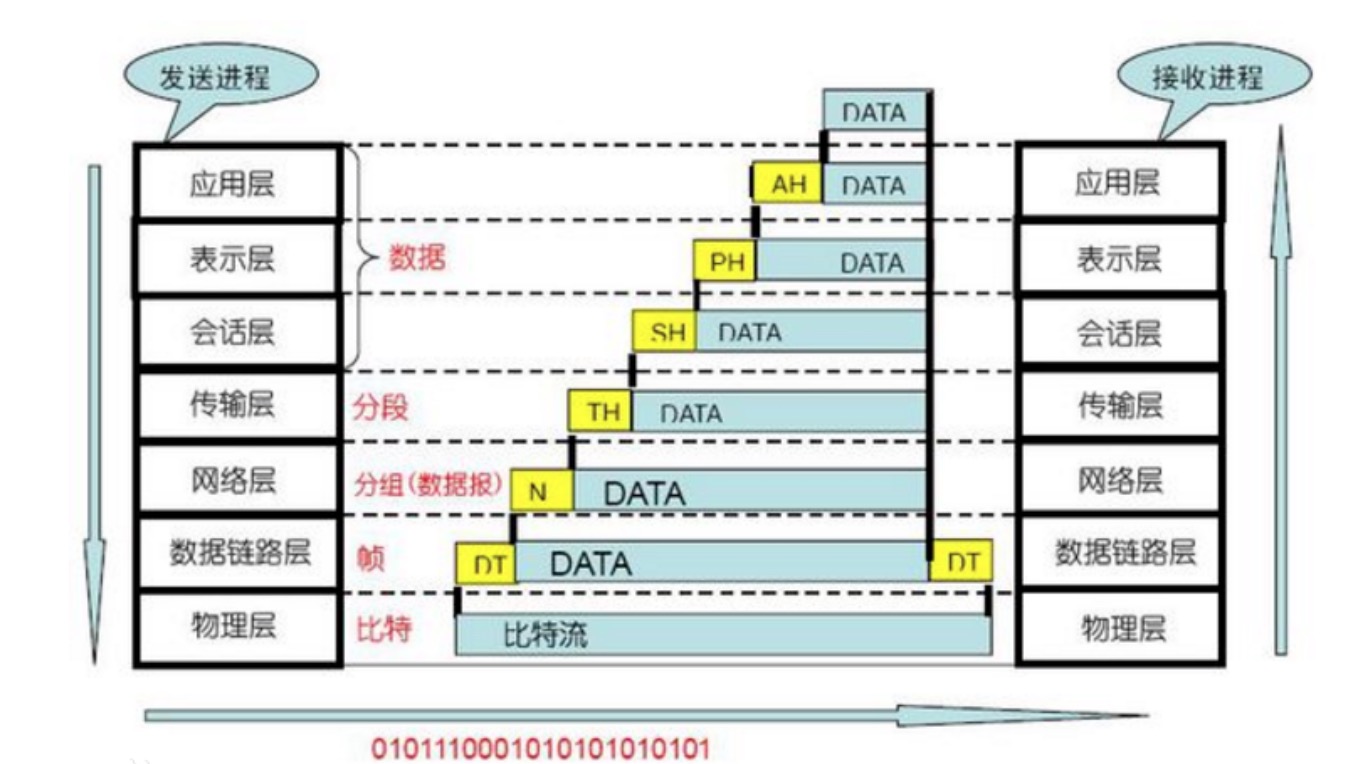 发送进程
接收进程
DATA
应用层
AH
DATA
应用层
表示层
数据
PH
DATA
表示层
会话层
SH
DATA
会话层
传输层
分段
TH
DATA
传输层
网络层
分组(数据报)
N
DATA
网络层
数据链路层
帧
DT
DATA
DT
数据链路层
物理层
比特
比特流
物理层
0101110001010101010101